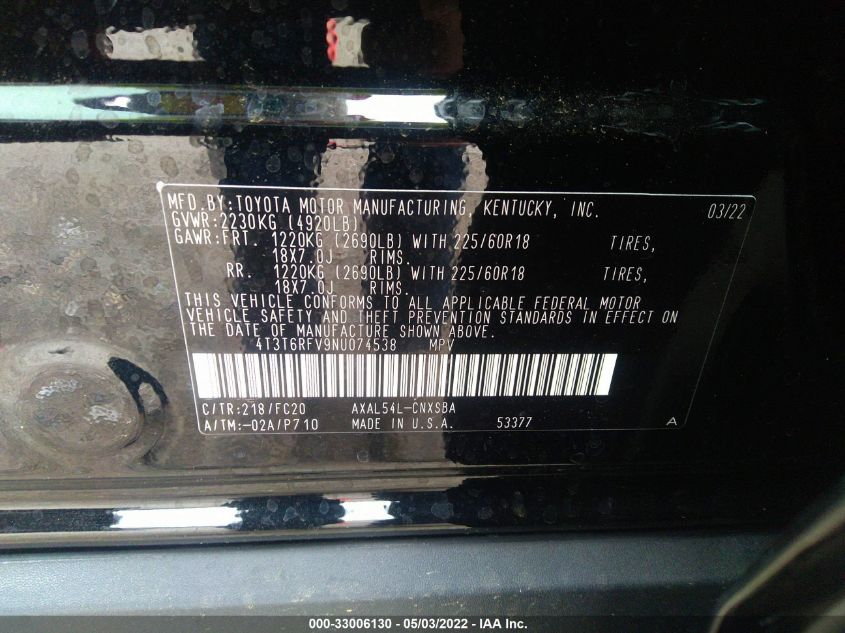 MFD.BY:TOYOTA MOTOR MANUFACTURING, KENTUCKY, INC. 03/22
GVWR:2230KG (4920LB)
GAWR:FRT. 1220KG (2690LB) WITH 225/60R18 TIRES,
18X7.0J RIMS.
RR. 1220KG (2690LB) WITH 225/60R18 TIRES,
18X7.0J RIMS.
THIS VEHICLE CONFORMS TO ALL APPLICABLE FEDERAL MOTOR
VEHICLE SAFETY AND THEFT PREVENTION STANDARDS IN EFFECT ON
THE DATE OF MANUFACTURE SHOWN ABOVE.
4T3T6RFV9NU074538 MPV
C/TR:218/FC20 AXAL54L-CNXSBA
A/TM:-02A/P710 MADE IN U.S.A. 53377 A
000-33006130 - 05/03/2022 - IAA Inc.